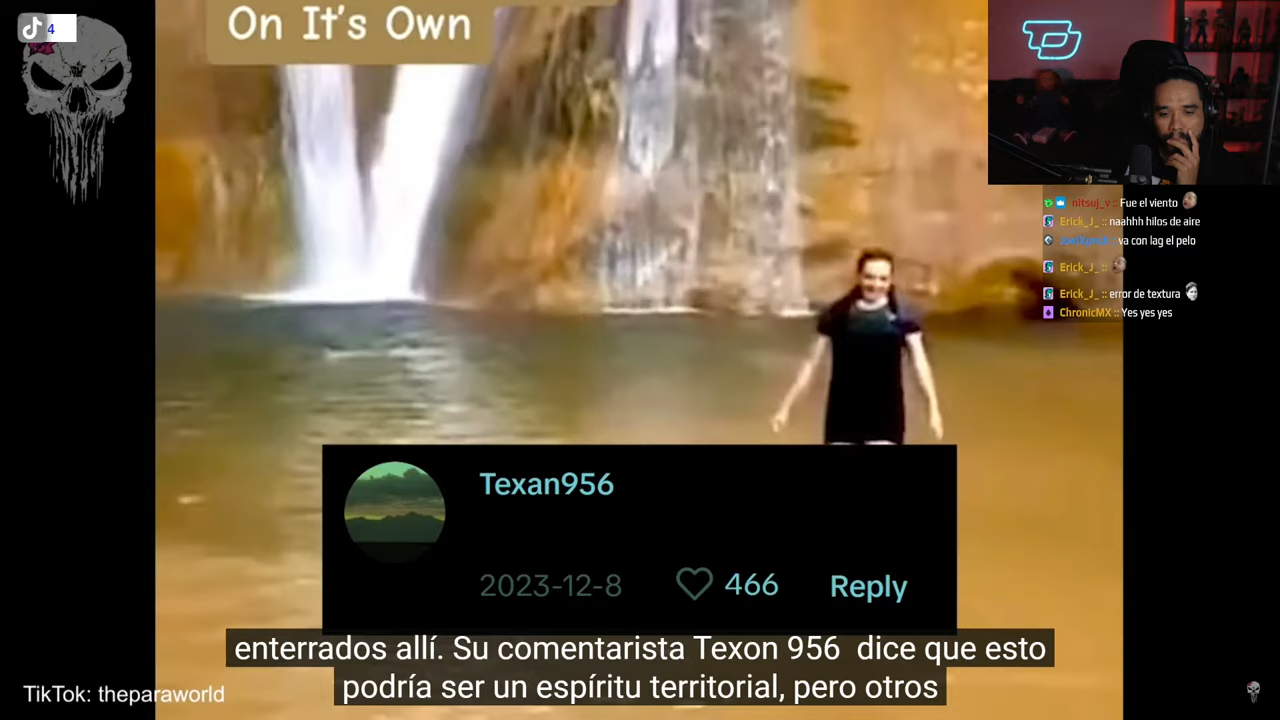 4
On It's Own
nitsuj_v :: Fue el viento
Erick_J_ :: naahhh hilos de aire
va con lag el pelo
Erick_J_ ::
Erick_J_ :: error de textura
ChronicMX :: Yes yes yes
Texan956
2023-12-8 466 Reply
enterrados allí. Su comentarista Texon 956 dice que esto
podría ser un espíritu territorial, pero otros
TikTok: theparaworld